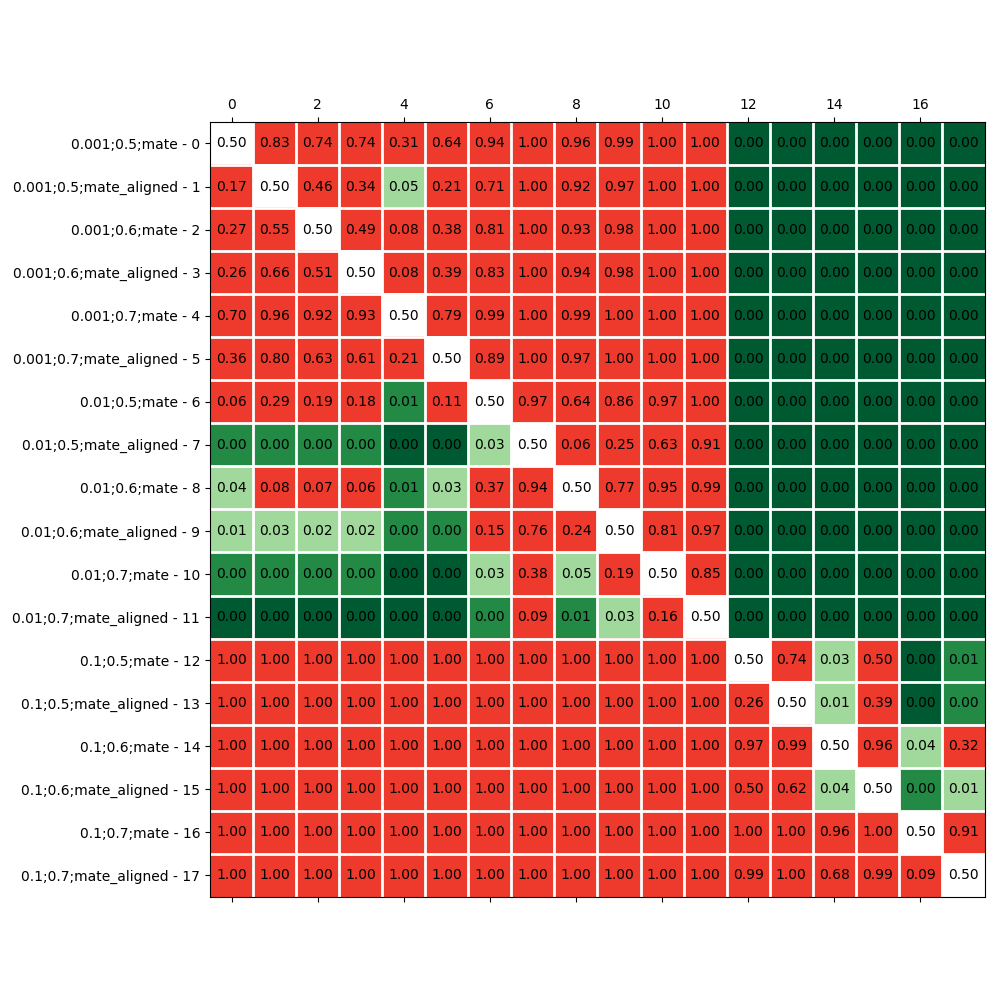 0 2 4 6 8 10 12 14 16
0.001;0.5;mate - 0 0.50 0.83 0.74 0.74 0.31 0.64 0.94 1.00 0.96 0.99 1.00 1.00 0.00 0.00 0.00 0.00 0.00 0.00
0.001;0.5;mate_aligned - 1 0.17 0.50 0.46 0.34 0.05 0.21 0.71 1.00 0.92 0.97 1.00 1.00 0.00 0.00 0.00 0.00 0.00 0.00
0.001;0.6;mate - 2 0.27 0.55 0.50 0.49 0.08 0.38 0.81 1.00 0.93 0.98 1.00 1.00 0.00 0.00 0.00 0.00 0.00 0.00
0.001;0.6;mate_aligned - 3 0.26 0.66 0.51 0.50 0.08 0.39 0.83 1.00 0.94 0.98 1.00 1.00 0.00 0.00 0.00 0.00 0.00 0.00
0.001;0.7;mate - 4 0.70 0.96 0.92 0.93 0.50 0.79 0.99 1.00 0.99 1.00 1.00 1.00 0.00 0.00 0.00 0.00 0.00 0.00
0.001;0.7;mate_aligned - 5 0.36 0.80 0.63 0.61 0.21 0.50 0.89 1.00 0.97 1.00 1.00 1.00 0.00 0.00 0.00 0.00 0.00 0.00
0.01;0.5;mate - 6 0.06 0.29 0.19 0.18 0.01 0.11 0.50 0.97 0.64 0.86 0.97 1.00 0.00 0.00 0.00 0.00 0.00 0.00
0.01;0.5;mate_aligned - 7 0.00 0.00 0.00 0.00 0.00 0.00 0.03 0.50 0.06 0.25 0.63 0.91 0.00 0.00 0.00 0.00 0.00 0.00
0.01;0.6;mate - 8 0.04 0.08 0.07 0.06 0.01 0.03 0.37 0.94 0.50 0.77 0.95 0.99 0.00 0.00 0.00 0.00 0.00 0.00
0.01;0.6;mate_aligned - 9 0.01 0.03 0.02 0.02 0.00 0.00 0.15 0.76 0.24 0.50 0.81 0.97 0.00 0.00 0.00 0.00 0.00 0.00
0.01;0.7;mate - 10 0.00 0.00 0.00 0.00 0.00 0.00 0.03 0.38 0.05 0.19 0.50 0.85 0.00 0.00 0.00 0.00 0.00 0.00
0.01;0.7;mate_aligned - 11 0.00 0.00 0.00 0.00 0.00 0.00 0.00 0.09 0.01 0.03 0.16 0.50 0.00 0.00 0.00 0.00 0.00 0.00
0.1;0.5;mate - 12 1.00 1.00 1.00 1.00 1.00 1.00 1.00 1.00 1.00 1.00 1.00 1.00 0.50 0.74 0.03 0.50 0.00 0.01
0.1;0.5;mate_aligned - 13 1.00 1.00 1.00 1.00 1.00 1.00 1.00 1.00 1.00 1.00 1.00 1.00 0.26 0.50 0.01 0.39 0.00 0.00
0.1;0.6;mate - 14 1.00 1.00 1.00 1.00 1.00 1.00 1.00 1.00 1.00 1.00 1.00 1.00 0.97 0.99 0.50 0.96 0.04 0.32
0.1;0.6;mate_aligned - 15 1.00 1.00 1.00 1.00 1.00 1.00 1.00 1.00 1.00 1.00 1.00 1.00 0.50 0.62 0.04 0.50 0.00 0.01
0.1;0.7;mate - 16 1.00 1.00 1.00 1.00 1.00 1.00 1.00 1.00 1.00 1.00 1.00 1.00 1.00 1.00 0.96 1.00 0.50 0.91
0.1;0.7;mate_aligned - 17 1.00 1.00 1.00 1.00 1.00 1.00 1.00 1.00 1.00 1.00 1.00 1.00 0.99 1.00 0.68 0.99 0.09 0.50